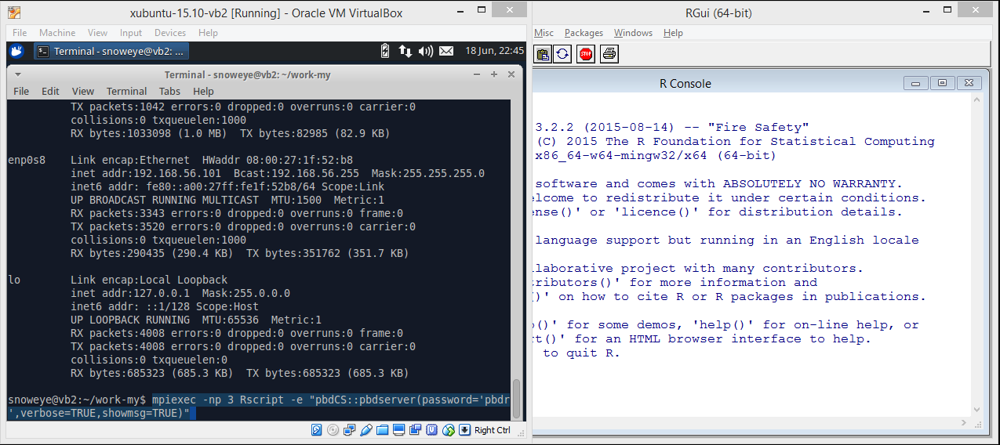 xubuntu-15.10-vb2 [Running] - Oracle VM VirtualBox
File Machine View Input Devices Help
Terminal - snoweye@vb2: ...
18 Jun, 22:45
Terminal - snoweye@vb2: ~/work-my
File Edit View Terminal Tabs Help
TX packets:1042 errors:0 dropped:0 overruns:0 carrier:0
collisions:0 txqueuelen:1000
RX bytes:1033098 (1.0 MB)  TX bytes:82985 (82.9 KB)
enp0s8    Link encap:Ethernet  HWaddr 08:00:27:1f:52:b8
inet addr:192.168.56.101  Bcast:192.168.56.255  Mask:255.255.255.0
inet6 addr: fe80::a00:27ff:fe1f:52b8/64 Scope:Link
UP BROADCAST RUNNING MULTICAST  MTU:1500  Metric:1
RX packets:3343 errors:0 dropped:0 overruns:0 frame:0
TX packets:3520 errors:0 dropped:0 overruns:0 carrier:0
collisions:0 txqueuelen:1000
RX bytes:290435 (290.4 KB)  TX bytes:351762 (351.7 KB)
lo        Link encap:Local Loopback
inet addr:127.0.0.1  Mask:255.0.0.0
inet6 addr: ::1/128 Scope:Host
UP LOOPBACK RUNNING  MTU:65536  Metric:1
RX packets:4008 errors:0 dropped:0 overruns:0 frame:0
TX packets:4008 errors:0 dropped:0 overruns:0 carrier:0
collisions:0 txqueuelen:0
RX bytes:685323 (685.3 KB)  TX bytes:685323 (685.3 KB)
snoweye@vb2:~/work-my$ mpiexec -np 3 Rscript -e "pbdCS::pbdserver(password='pbdr
',verbose=TRUE,showmsg=TRUE)"
Right Ctrl
RGui (64-bit)
Misc Packages Windows Help
STOP
R Console
3.2.2 (2015-08-14) -- "Fire Safety"
(C) 2015 The R Foundation for Statistical Computing
x86_64-w64-mingw32/x64 (64-bit)
software and comes with ABSOLUTELY NO WARRANTY.
elcome to redistribute it under certain conditions.
ense()' or 'licence()' for distribution details.
language support but running in an English locale
llaborative project with many contributors.
tributors()' for more information and
()' on how to cite R or R packages in publications.
o()' for some demos, 'help()' for on-line help, or
rt()' for an HTML browser interface to help.
to quit R.